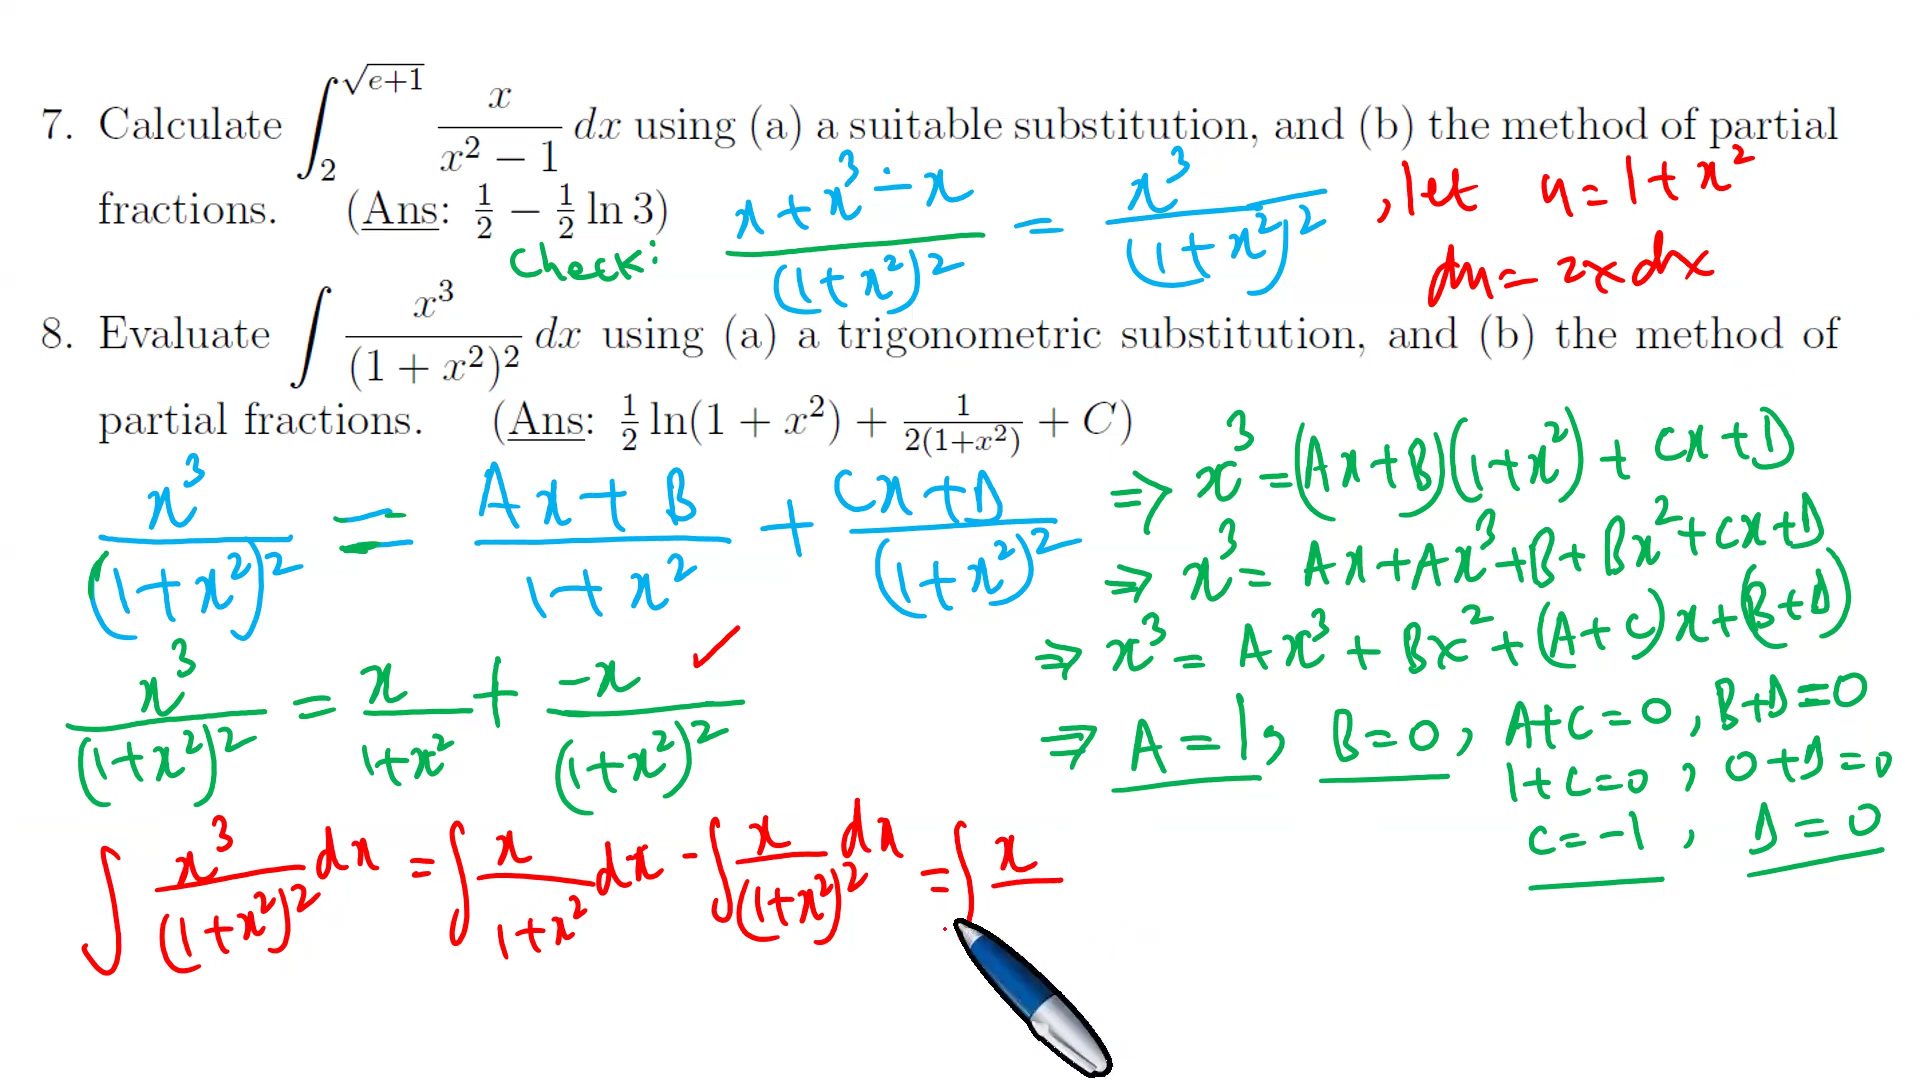 7. Calculate ∫_2^{√(e+1)} x/(x² − 1) dx using (a) a suitable substitution, and (b) the method of partial
fractions. (Ans: 1/2 − 1/2 ln 3)
Check: (x + x³ − x)/(1+x²)² = x³/(1+x²)² , let u = 1+x²
du = 2x dx
8. Evaluate ∫ x³/(1 + x²)² dx using (a) a trigonometric substitution, and (b) the method of
partial fractions. (Ans: 1/2 ln(1 + x²) + 1/(2(1+x²)) + C)
x³/(1+x²)² = (Ax+B)/(1+x²) + (Cx+D)/(1+x²)²
x³/(1+x²)² = x/(1+x²) + −x/(1+x²)² ✓
⇒ x³ = (Ax+B)(1+x²) + Cx+D
⇒ x³ = Ax+Ax³+B+Bx²+Cx+D
⇒ x³ = Ax³ + Bx² + (A+C)x+(B+D)
⇒ A = 1, B=0, A+C=0, B+D=0
1+C=0, 0+D=0
C=−1, D=0
∫ x³/(1+x²)² dx = ∫ x/(1+x²) dx − ∫ x/(1+x²)² dx = ∫ x